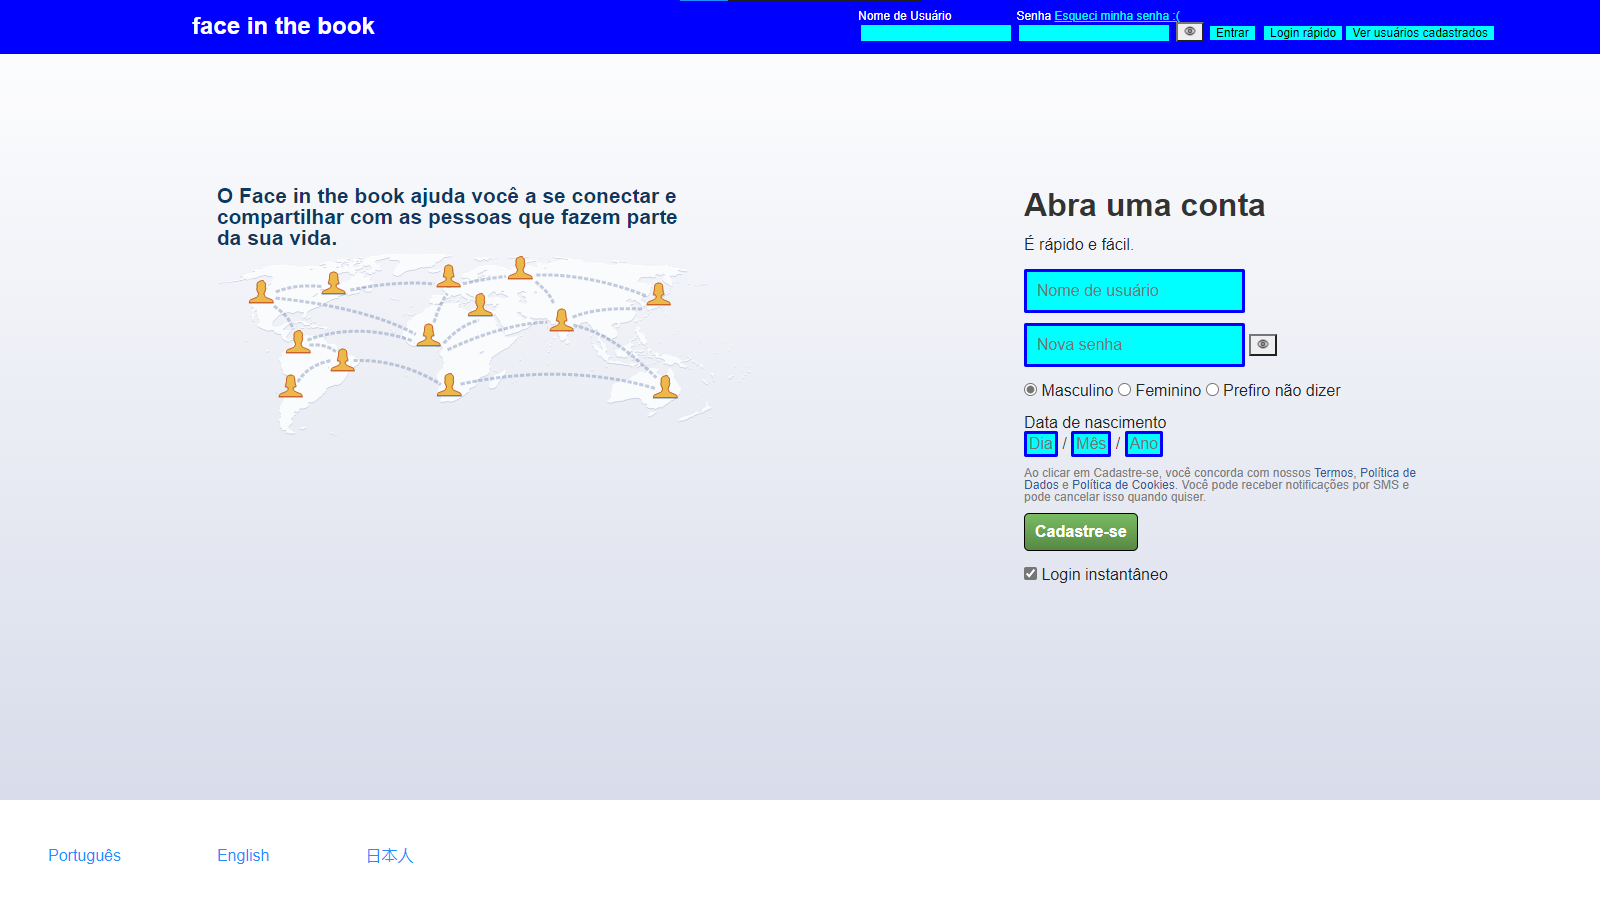 face in the book
Nome de Usuário
Senha Esqueci minha senha :(
Entrar
Login rápido
Ver usuários cadastrados
O Face in the book ajuda você a se conectar e
compartilhar com as pessoas que fazem parte
da sua vida.
Abra uma conta
É rápido e fácil.
Nome de usuário
Nova senha
Masculino Feminino Prefiro não dizer
Data de nascimento
Dia / Mês / Ano
Ao clicar em Cadastre-se, você concorda com nossos Termos, Política de
Dados e Política de Cookies. Você pode receber notificações por SMS e
pode cancelar isso quando quiser.
Cadastre-se
Login instantâneo
Português English 日本人